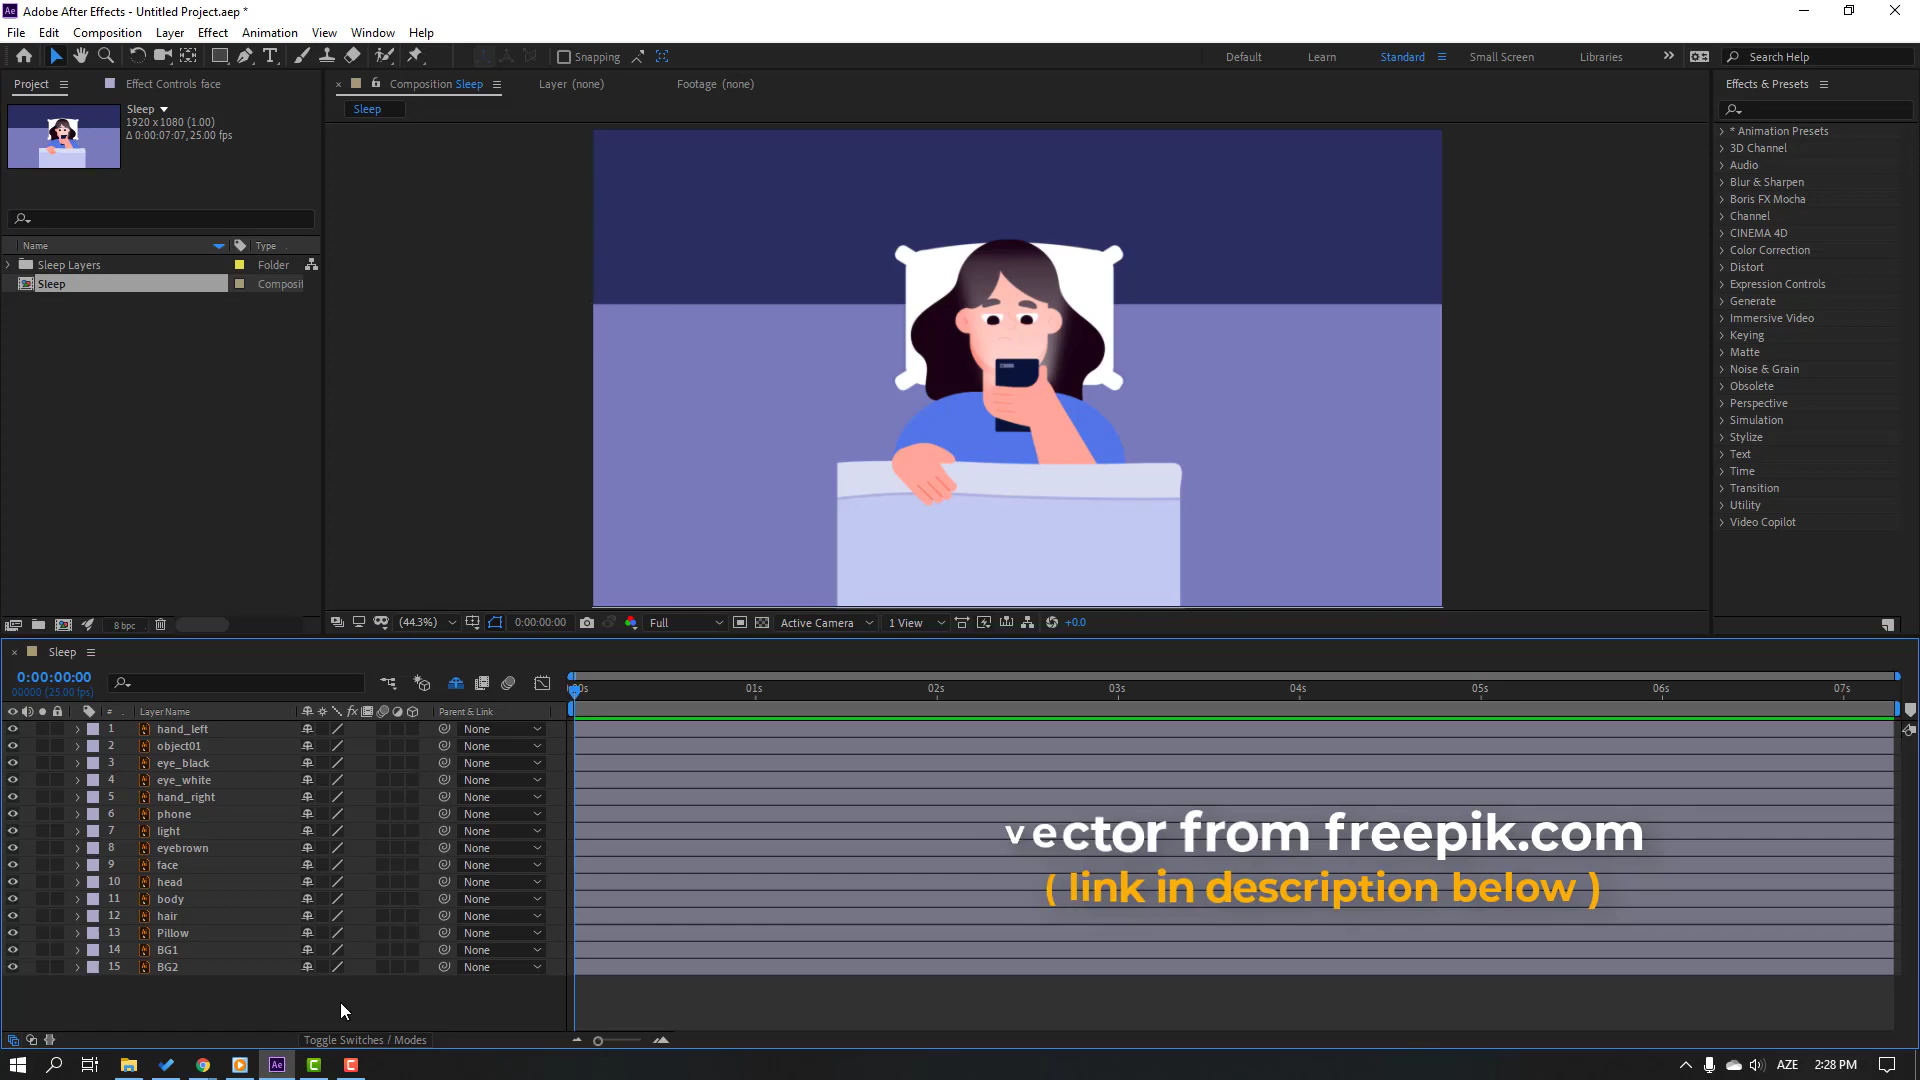 Adobe After Effects - Untitled Project.aep *
File Edit Composition Layer Effect Animation View Window Help
Snapping
Default Learn Standard Small Screen Libraries
Search Help
Project
Effect Controls face
Sleep
1920 x 1080 (1.00)
Δ 0:00:07:07, 25.00 fps
Name Type
Sleep Layers Folder
Sleep Composit
8 bpc
Composition Sleep
Layer (none)
Footage (none)
Sleep
(44.3%) 0:00:00:00 Full Active Camera 1 View +0.0
Effects & Presets
* Animation Presets
3D Channel
Audio
Blur & Sharpen
Boris FX Mocha
Channel
CINEMA 4D
Color Correction
Distort
Expression Controls
Generate
Immersive Video
Keying
Matte
Noise & Grain
Obsolete
Perspective
Simulation
Stylize
Text
Time
Transition
Utility
Video Copilot
Sleep
0:00:00:00
00000 (25.00 fps)
00s 01s 02s 03s 04s 05s 06s 07s
# Layer Name fx Parent & Link
1 hand_left None
2 object01 None
3 eye_black None
4 eye_white None
5 hand_right None
6 phone None
7 light None
8 eyebrown None
9 face None
10 head None
11 body None
12 hair None
13 Pillow None
14 BG1 None
15 BG2 None
vector from freepik.com
( link in description below )
Toggle Switches / Modes
Ae
AZE 2:28 PM